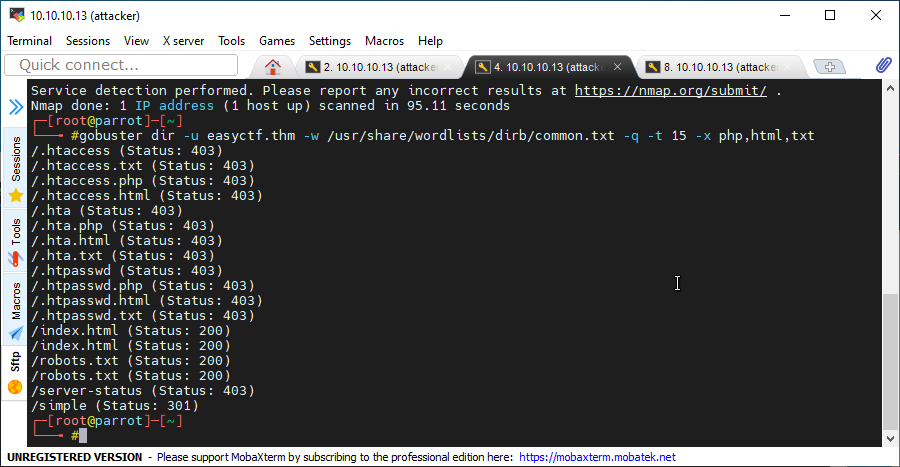 10.10.10.13 (attacker)
Terminal Sessions View X server Tools Games Settings Macros Help
Quick connect...
2. 10.10.10.13 (attacke
4. 10.10.10.13 (attack
8. 10.10.10.13 (attacke
Sessions
Tools
Macros
Sftp
Service detection performed. Please report any incorrect results at https://nmap.org/submit/ .
Nmap done: 1 IP address (1 host up) scanned in 95.11 seconds
┌─[root@parrot]─[~]
└──╼ #gobuster dir -u easyctf.thm -w /usr/share/wordlists/dirb/common.txt -q -t 15 -x php,html,txt
/.htaccess (Status: 403)
/.htaccess.txt (Status: 403)
/.htaccess.php (Status: 403)
/.htaccess.html (Status: 403)
/.hta (Status: 403)
/.hta.php (Status: 403)
/.hta.html (Status: 403)
/.hta.txt (Status: 403)
/.htpasswd (Status: 403)
/.htpasswd.php (Status: 403)
/.htpasswd.html (Status: 403)
/.htpasswd.txt (Status: 403)
/index.html (Status: 200)
/index.html (Status: 200)
/robots.txt (Status: 200)
/robots.txt (Status: 200)
/server-status (Status: 403)
/simple (Status: 301)
┌─[root@parrot]─[~]
└──╼ #
UNREGISTERED VERSION - Please support MobaXterm by subscribing to the professional edition here: https://mobaxterm.mobatek.net